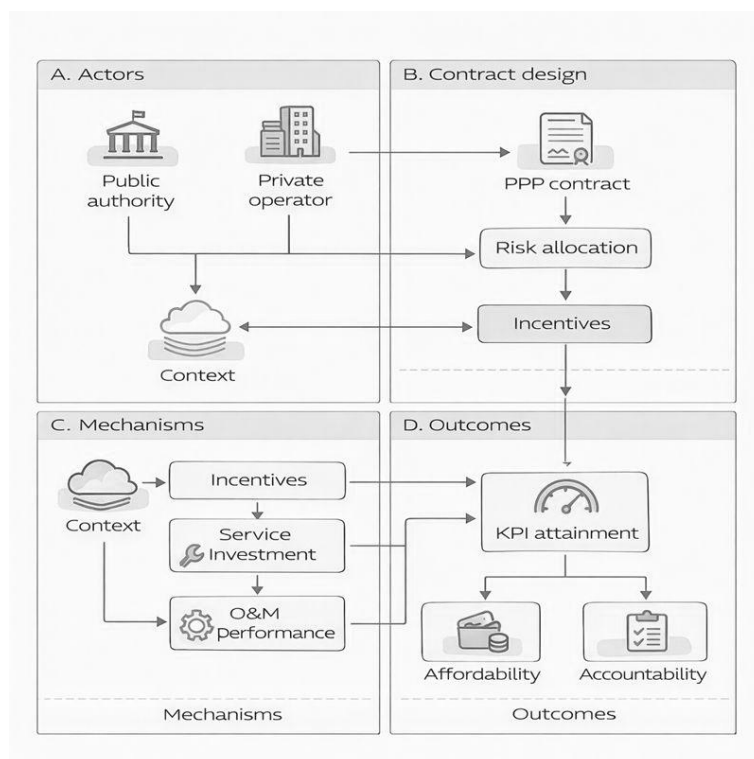 A. Actors
Public
authority
Private
operator
Context
B. Contract design
PPP contract
Risk allocation
Incentives
C. Mechanisms
Context
Incentives
Service
Investment
O&M
performance
Mechanisms
D. Outcomes
KPI attainment
Affordability
Accountability
Outcomes